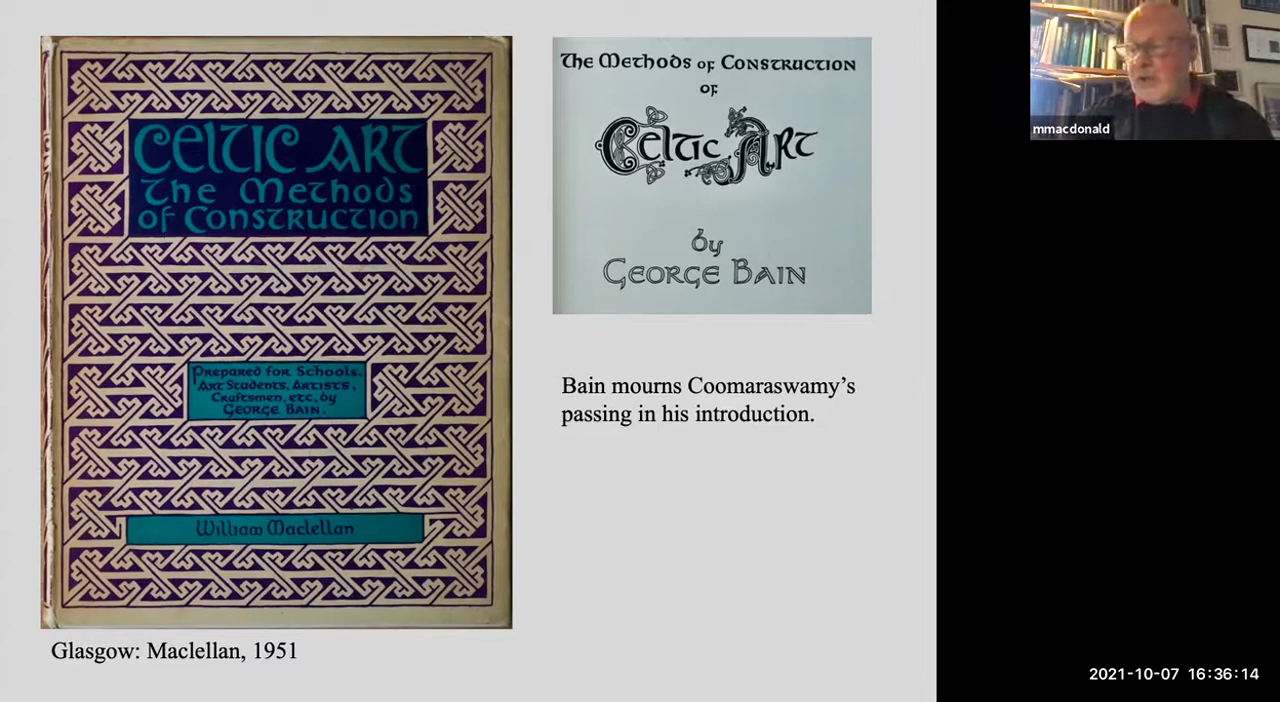 CELTIC ART
The Methods
of Construction
Prepared for Schools,
Art Students, Artists,
Craftsmen, etc, by
GEORGE BAIN.
William Maclellan
Glasgow: Maclellan, 1951
The Methods of Construction
of
Celtic Art
by
GEORGE BAIN
Bain mourns Coomaraswamy’s
passing in his introduction.
mmacdonald
2021-10-07 16:36:14